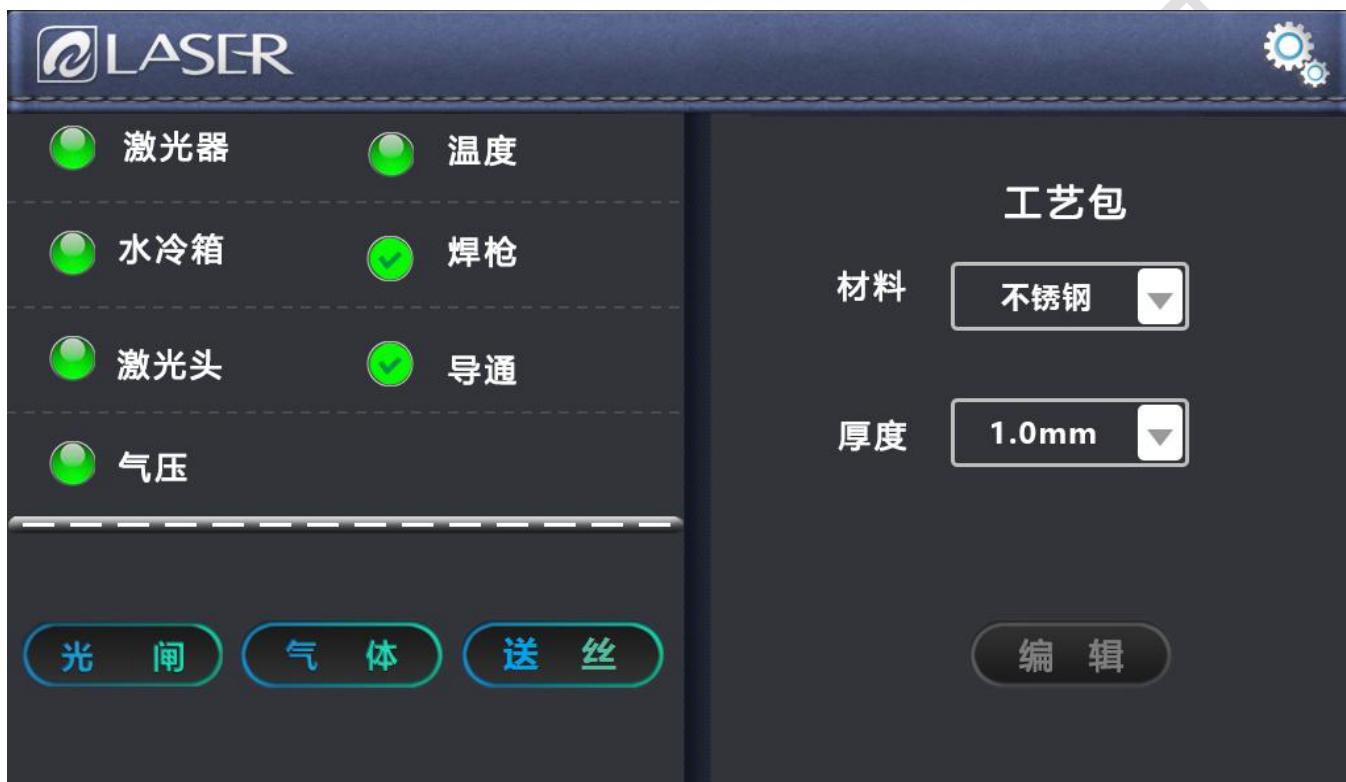 LASER
激光器 温度
水冷箱 焊枪
激光头 导通
气压
光闸 气体 送丝
工艺包
材料 不锈钢
厚度 1.0mm
编辑